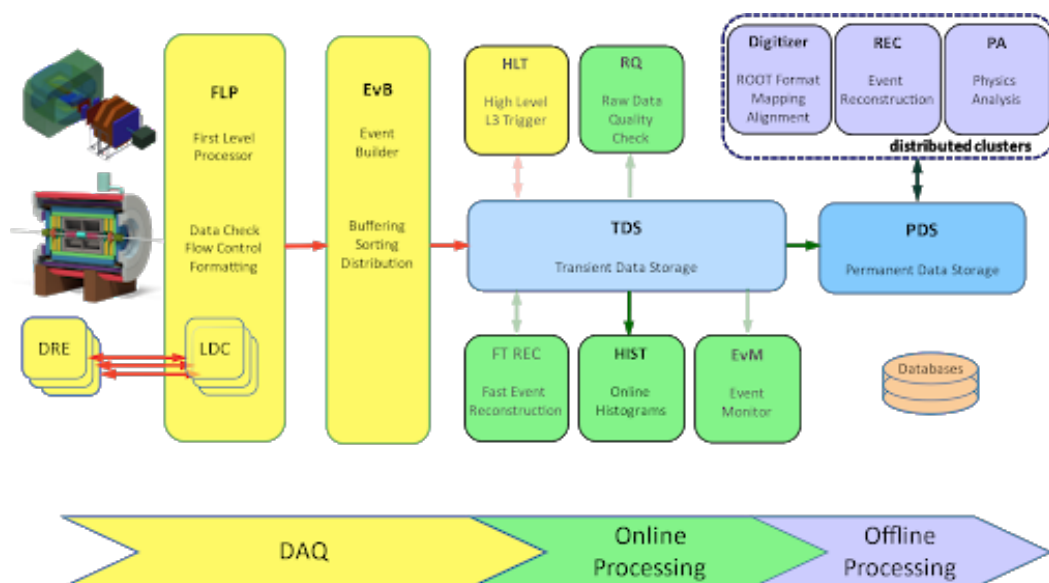 FLP
First Level
Processor
Data Check
Flow Control
Formatting
DRE
LDC
EvB
Event
Builder
Buffering
Sorting
Distribution
HLT
High Level
L3 Trigger
RQ
Raw Data
Quality
Check
Digitizer
ROOT Format
Mapping
Alignment
REC
Event
Reconstruction
PA
Physics
Analysis
distributed clusters
TDS
Transient Data Storage
PDS
Permanent Data Storage
FT REC
Fast Event
Reconstruction
HIST
Online
Histograms
EvM
Event
Monitor
Databases
DAQ
Online
Processing
Offline
Processing